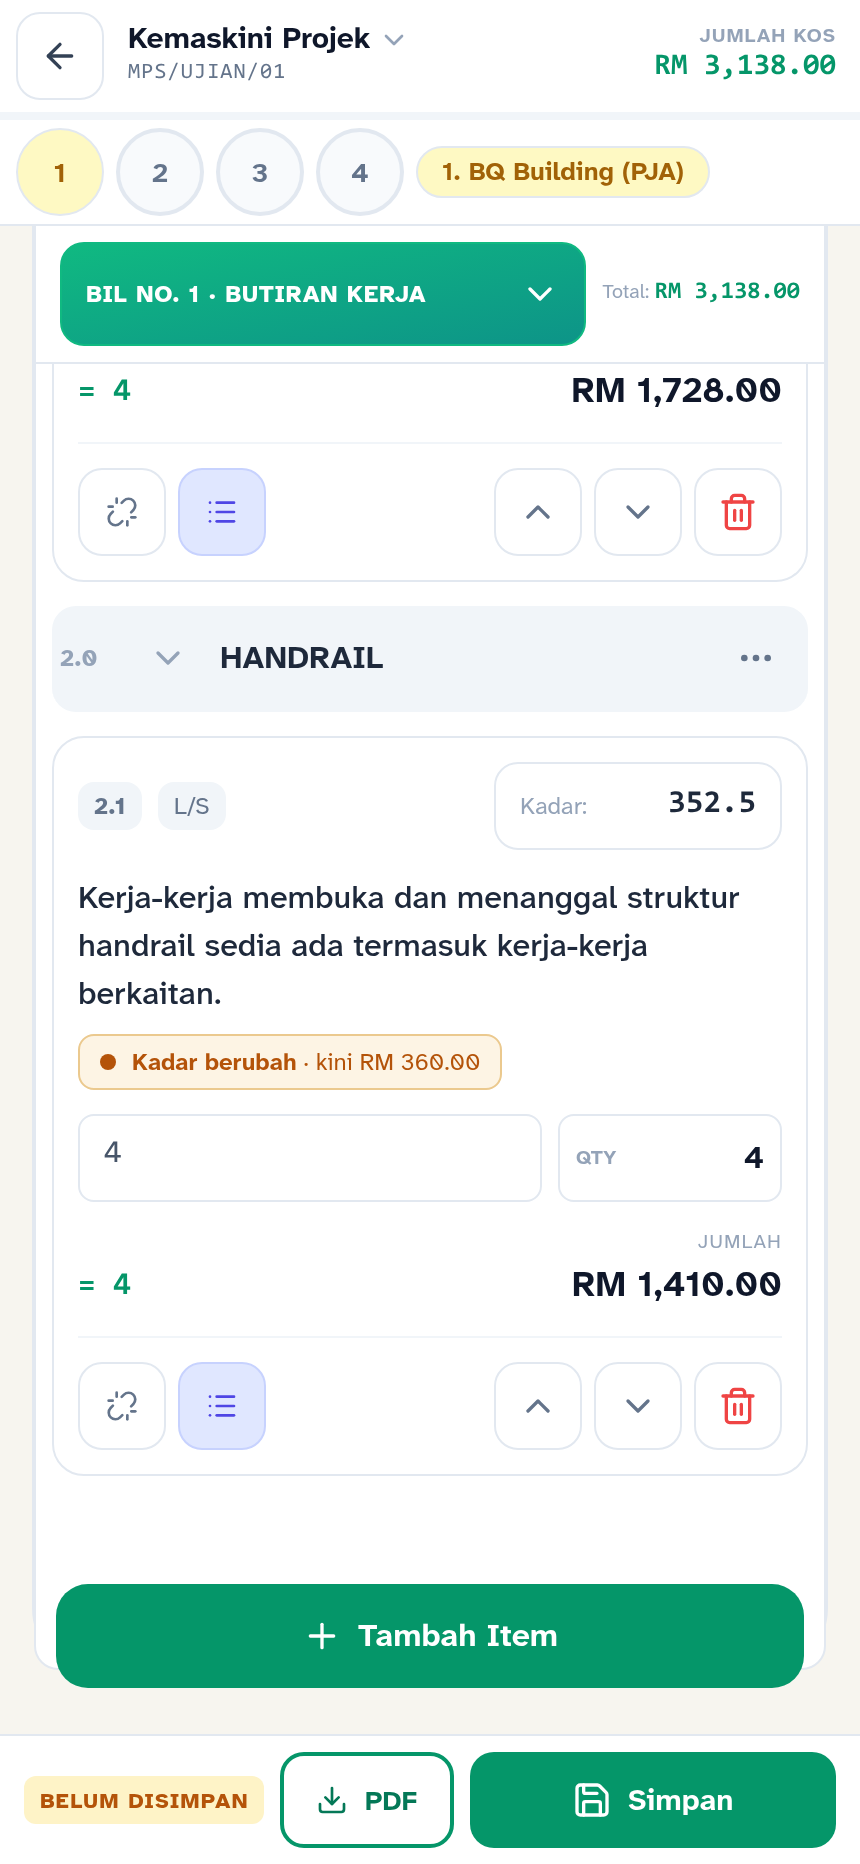 Kemaskini Projek
MPS/UJIAN/01
JUMLAH KOS
RM 3,138.00
1
2
3
4
1. BQ Building (PJA)
BIL NO. 1 · BUTIRAN KERJA
Total: RM 3,138.00
= 4
RM 1,728.00
2.0
HANDRAIL
2.1
L/S
Kadar:
352.5
Kerja-kerja membuka dan menanggal struktur
handrail sedia ada termasuk kerja-kerja
berkaitan.
Kadar berubah · kini RM 360.00
4
QTY
4
JUMLAH
= 4
RM 1,410.00
Tambah Item
BELUM DISIMPAN
PDF
Simpan